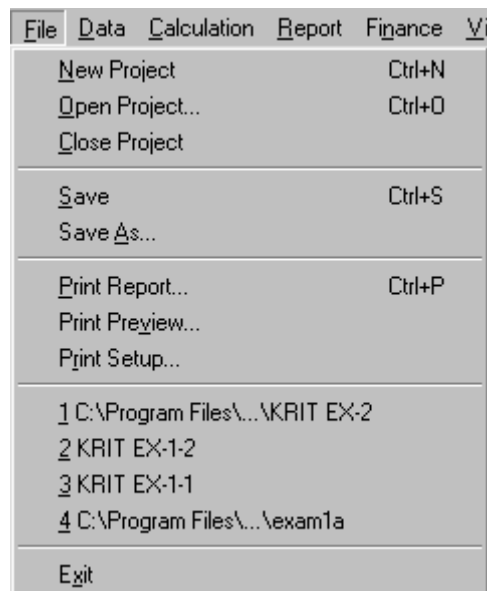 File Data Calculation Report Finance Vi
New Project Ctrl+N
Open Project... Ctrl+O
Close Project
Save Ctrl+S
Save As...
Print Report... Ctrl+P
Print Preview...
Print Setup...
1 C:\Program Files\...\KRIT EX-2
2 KRIT EX-1-2
3 KRIT EX-1-1
4 C:\Program Files\...\exam1a
Exit